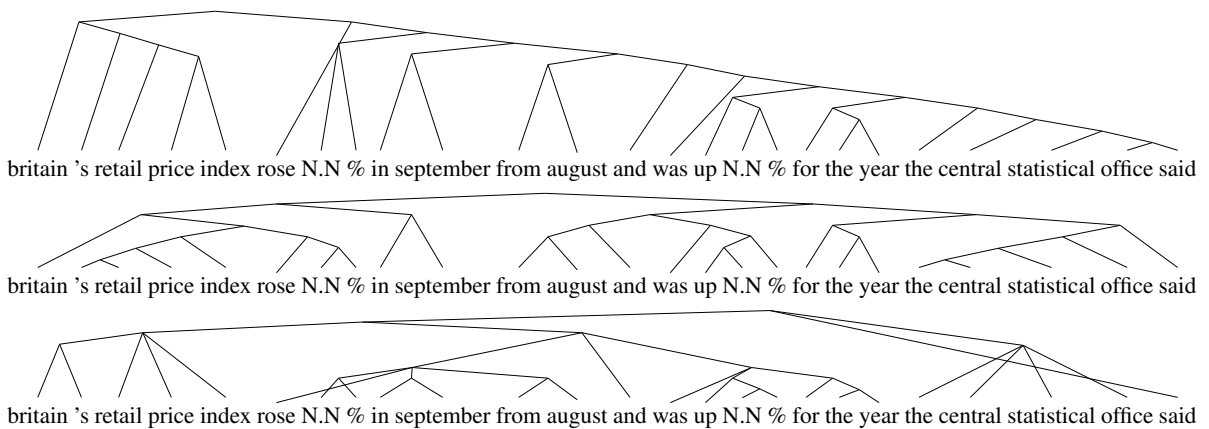 britain 's retail price index rose N.N % in september from august and was up N.N % for the year the central statistical office said
britain 's retail price index rose N.N % in september from august and was up N.N % for the year the central statistical office said
britain 's retail price index rose N.N % in september from august and was up N.N % for the year the central statistical office said